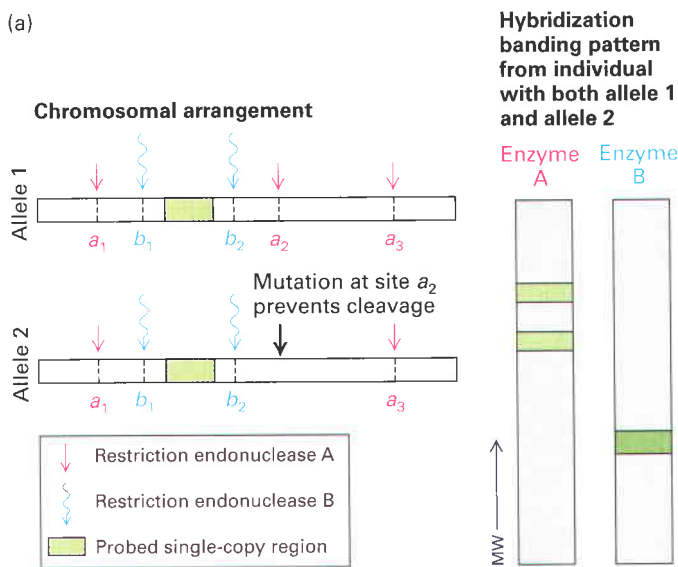 (a)
Chromosomal arrangement
Allele 1
a1 b1 b2 a2 a3
Mutation at site a2
prevents cleavage
Allele 2
a1 b1 b2 a3
Restriction endonuclease A
Restriction endonuclease B
Probed single-copy region
Hybridization
banding pattern
from individual
with both allele 1
and allele 2
Enzyme
A
Enzyme
B
MW